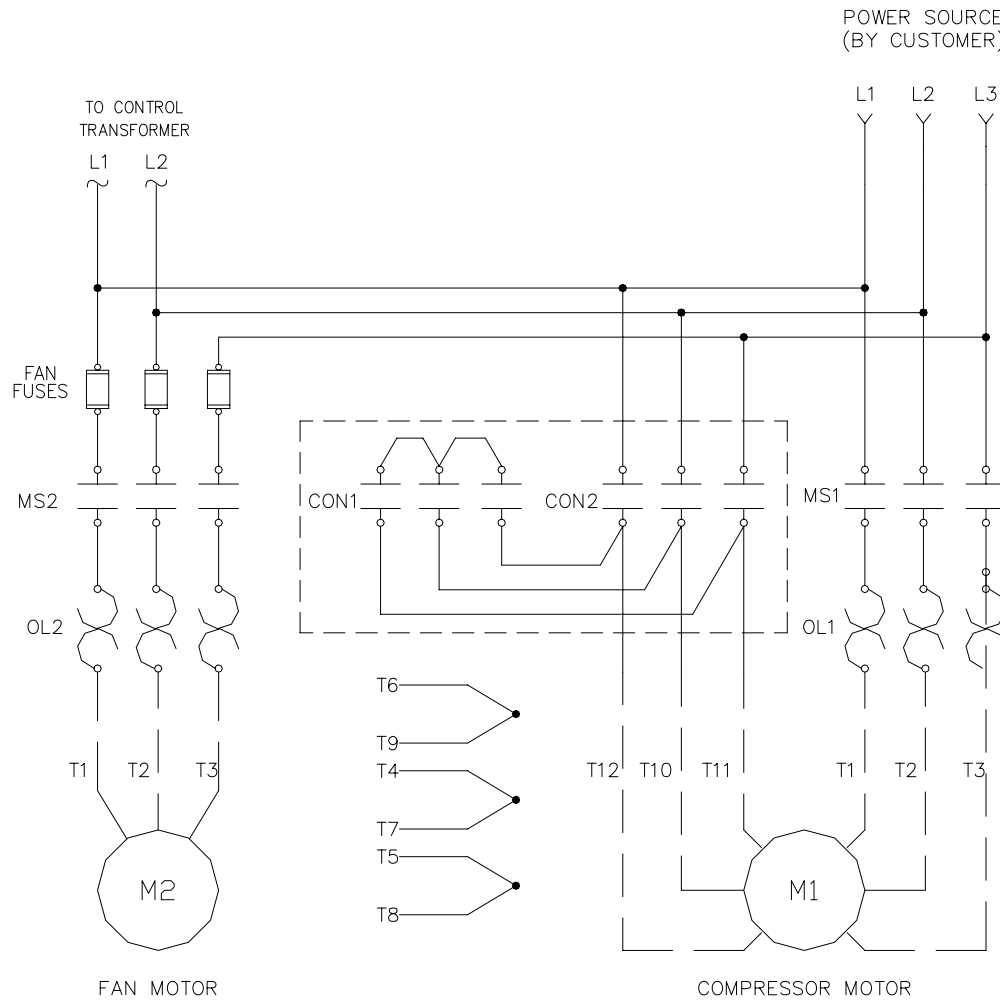 POWER SOURCE
(BY CUSTOMER)
L1 L2 L3
TO CONTROL
TRANSFORMER
L1 L2
FAN
FUSES
MS2 CON1 CON2 MS1
OL2 OL1
T6
T9
T1 T2 T3 T4 T12 T10 T11 T1 T2 T3
T7
T5
M2 M1
T8
FAN MOTOR COMPRESSOR MOTOR